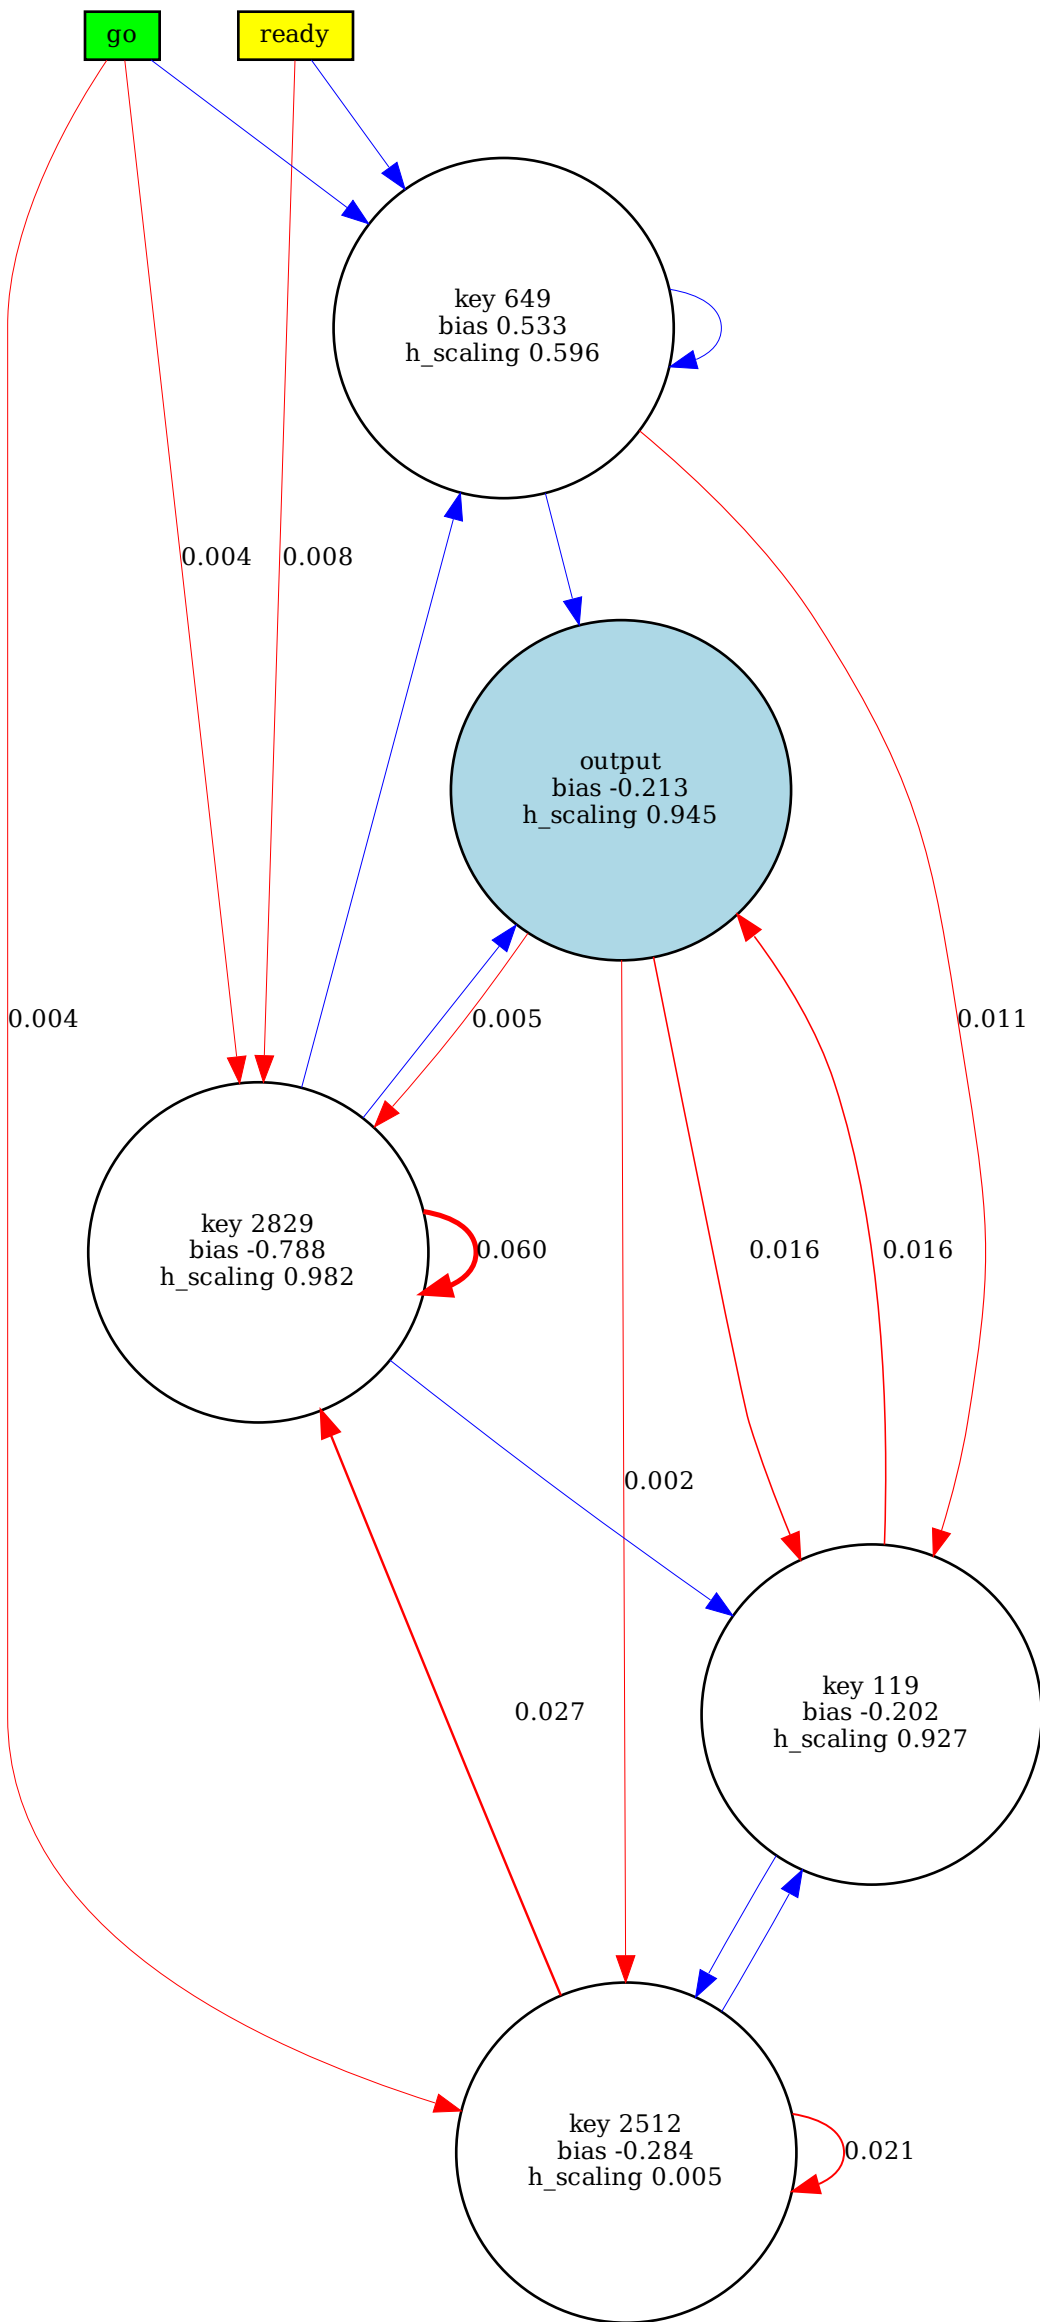 go
ready
key 649
bias 0.533
h_scaling 0.596
0.004
0.008
output
bias -0.213
h_scaling 0.945
0.004
0.005
0.011
key 2829
bias -0.788
h_scaling 0.982
0.060
0.016
0.016
0.002
key 119
bias -0.202
h_scaling 0.927
0.027
key 2512
bias -0.284
h_scaling 0.005
0.021